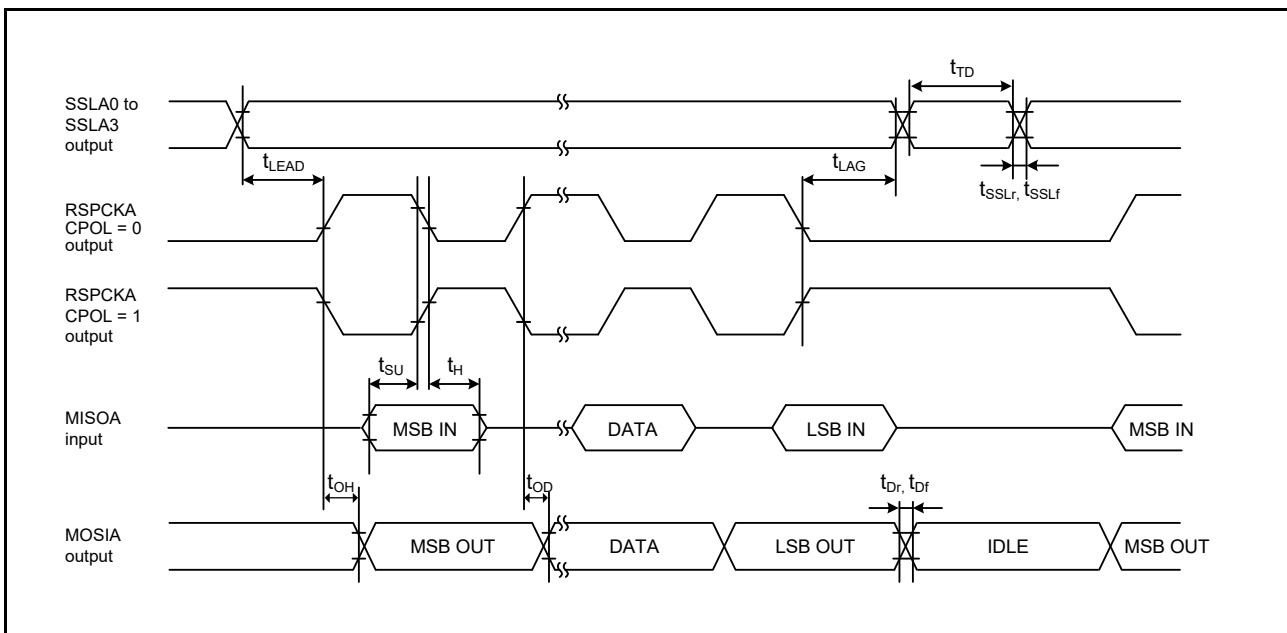 SSLA0 to
SSLA3
output
tTD
tLEAD
tLAG
tSSLr, tSSLf
RSPCKA
CPOL = 0
output
RSPCKA
CPOL = 1
output
tSU
tH
MISOA
input
MSB IN
DATA
LSB IN
MSB IN
tOH
tOD
tDr, tDf
MOSIA
output
MSB OUT
DATA
LSB OUT
IDLE
MSB OUT